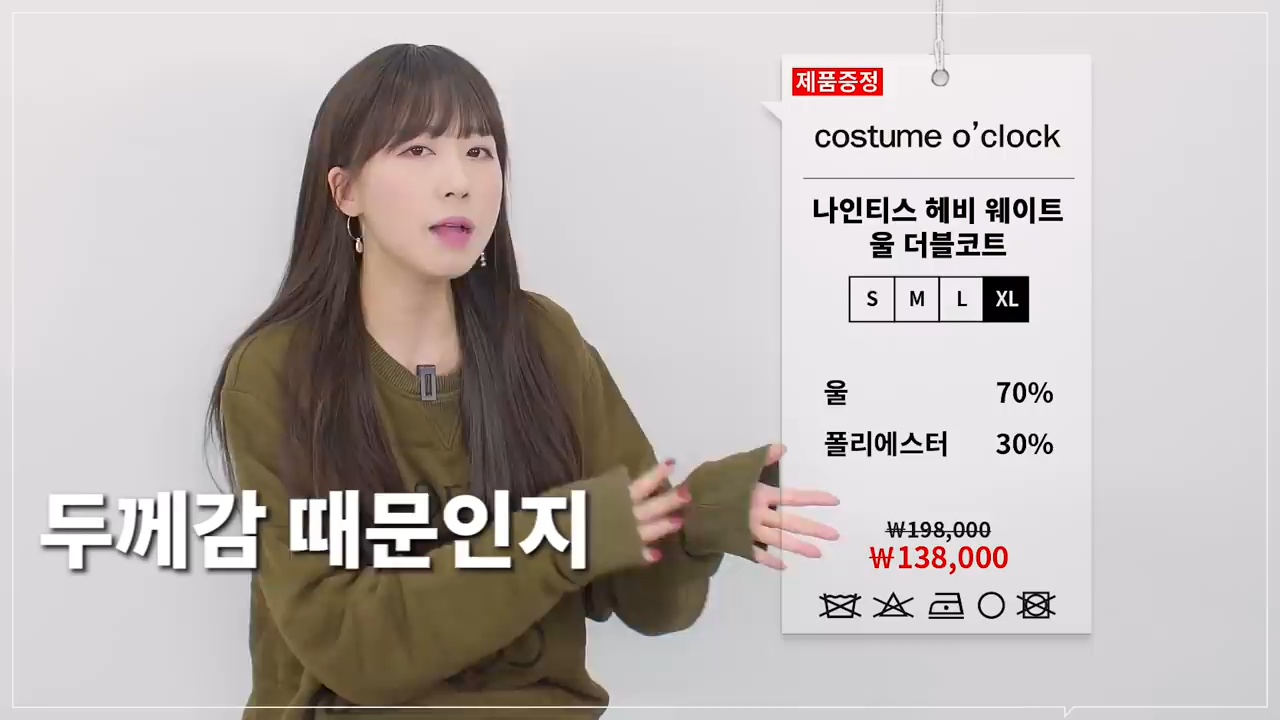 제품증정
costume o'clock
나인티스 헤비 웨이트
울 더블코트
S M L XL
울 70%
폴리에스터 30%
₩198,000
₩138,000
두께감 때문인지